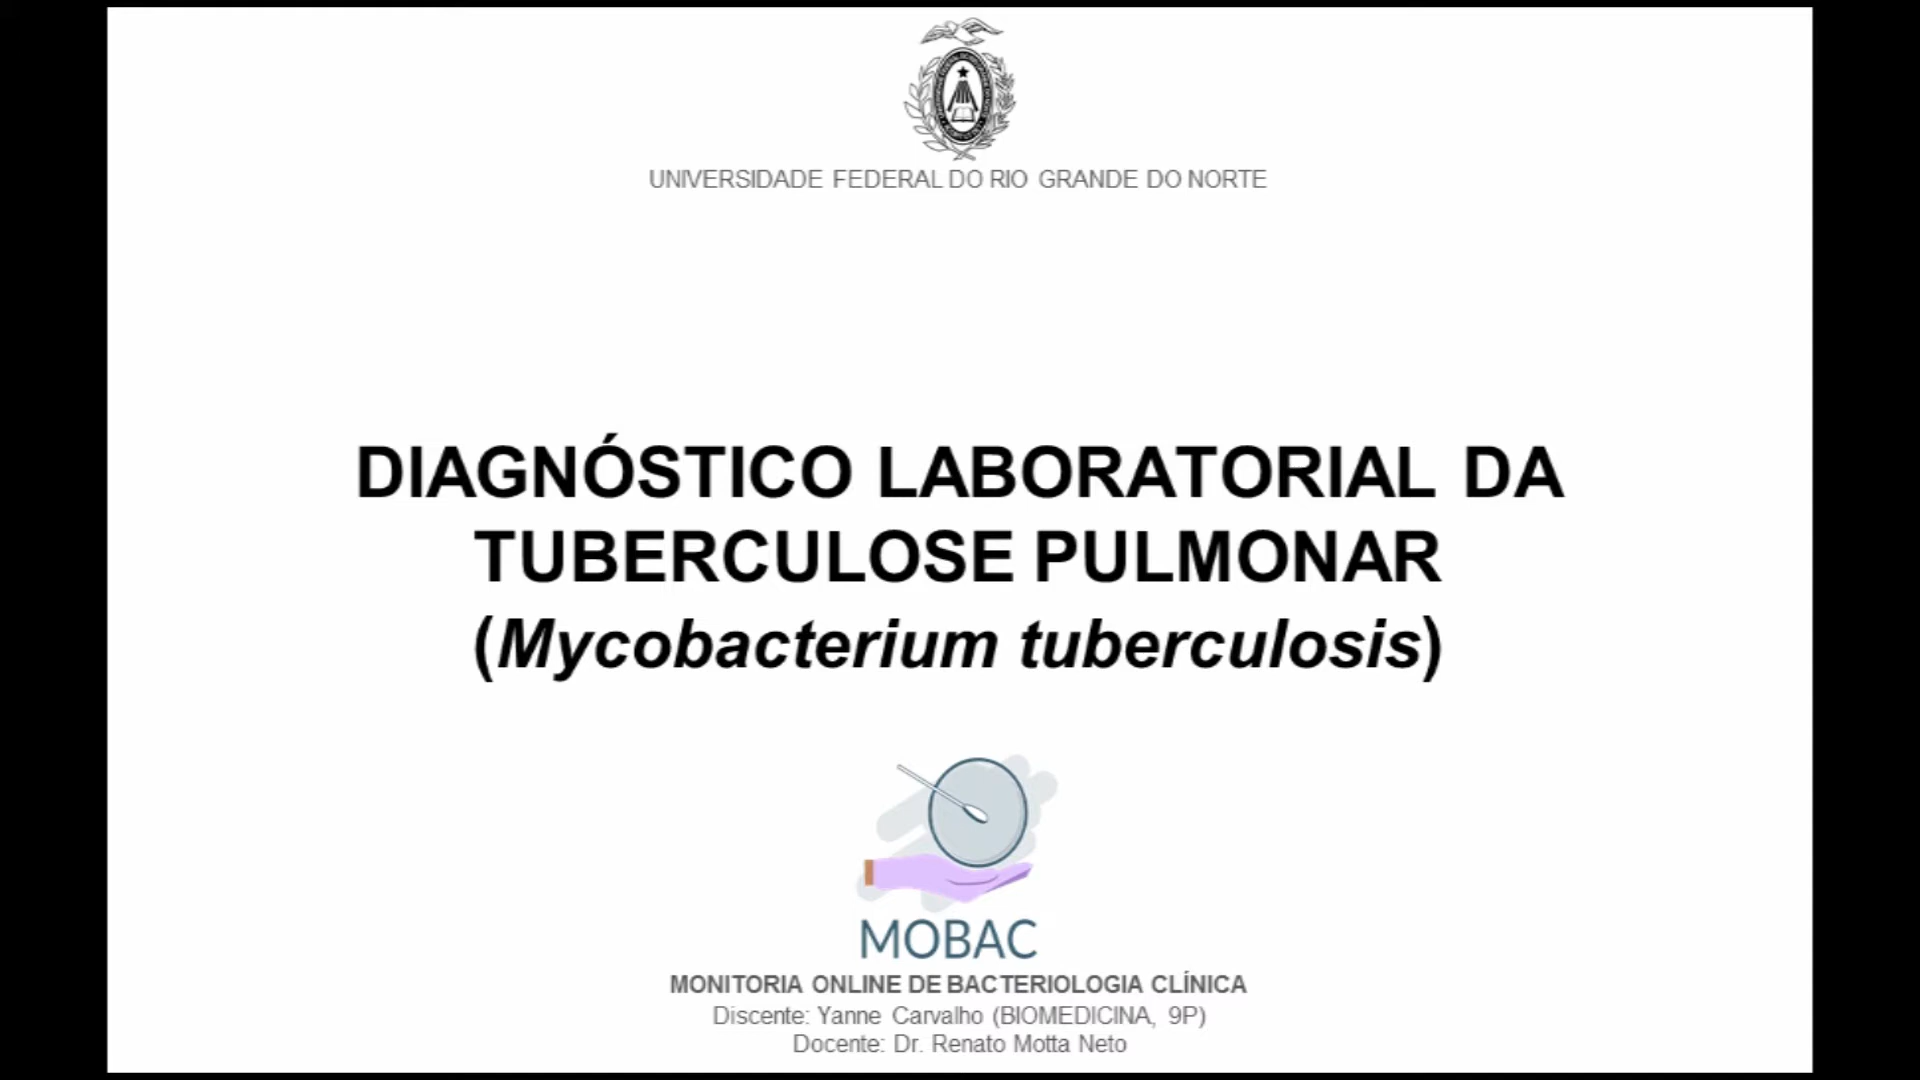 UNIVERSIDADE FEDERAL DO RIO GRANDE DO NORTE
DIAGNÓSTICO LABORATORIAL DA
TUBERCULOSE PULMONAR
(Mycobacterium tuberculosis)
MOBAC
MONITORIA ONLINE DE BACTERIOLOGIA CLÍNICA
Discente: Yanne Carvalho (BIOMEDICINA, 9P)
Docente: Dr. Renato Motta Neto